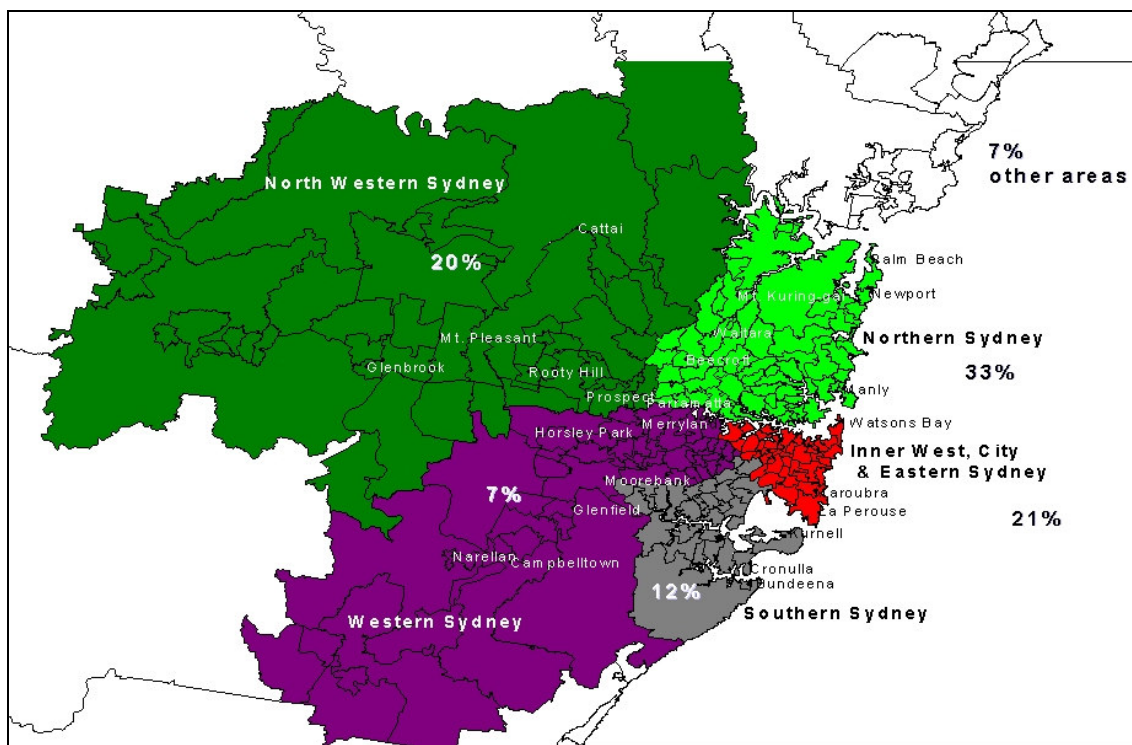 7%
other areas
North Western Sydney
Cattai
20%
Palm Beach
Mt. Kuring-gai
Newport
Waitara
Northern Sydney
Mt. Pleasant
Beecroft
Glenbrook
Rooty Hill
33%
Manly
Prospect
Parramatta
Watsons Bay
Horsley Park
Merrylan
Inner West, City
& Eastern Sydney
Moorebank
7%
Maroubra
Glenfield
La Perouse
21%
Kurnell
Narellan
Campbelltown
Cronulla
Bundeena
12%
Western Sydney
Southern Sydney